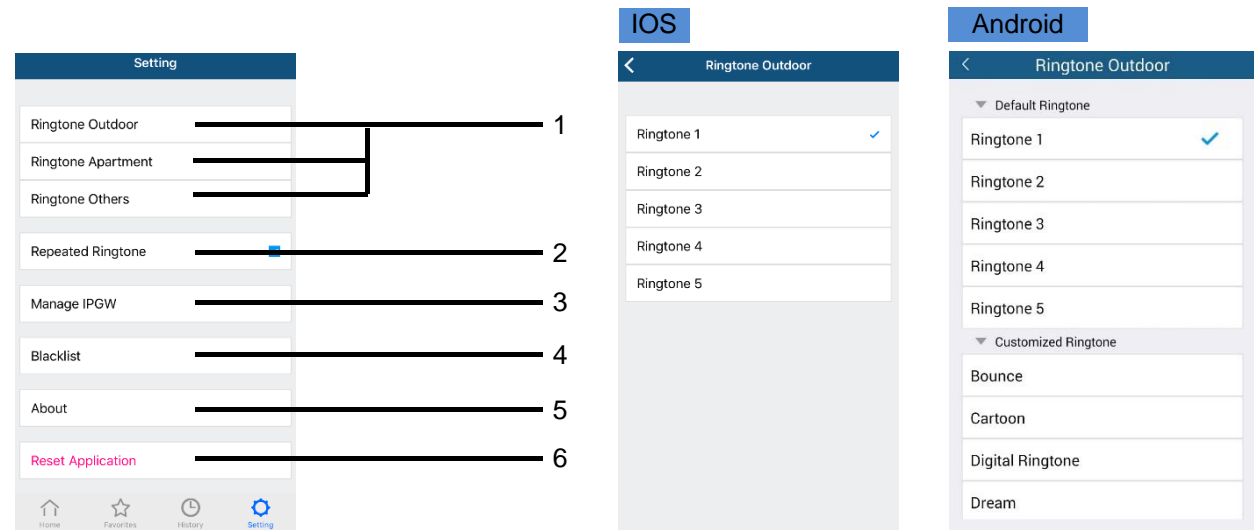 IOS
Android
Setting
Ringtone Outdoor
1
Ringtone Apartment
Ringtone Others
Repeated Ringtone
2
Manage IPGW
3
Blacklist
4
About
5
Reset Application
6
Home
Favorites
History
Setting
Ringtone Outdoor
Ringtone 1
Ringtone 2
Ringtone 3
Ringtone 4
Ringtone 5
Ringtone Outdoor
Default Ringtone
Ringtone 1
Ringtone 2
Ringtone 3
Ringtone 4
Ringtone 5
Customized Ringtone
Bounce
Cartoon
Digital Ringtone
Dream